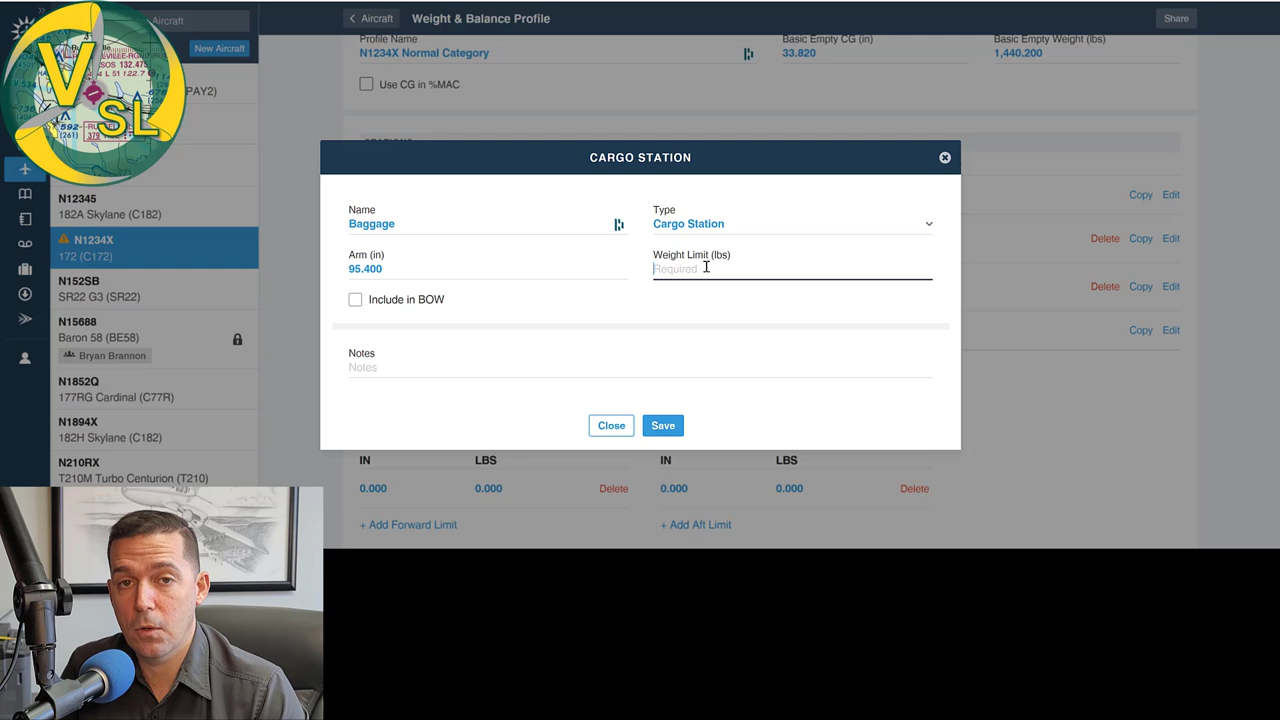 Aircraft
New Aircraft
Aircraft
Weight & Balance Profile
Share
Profile Name
N1234X Normal Category
Basic Empty CG (in)
33.820
Basic Empty Weight (lbs)
1,440.200
Use CG in %MAC
VSL
PAY2)
N12345
182A Skylane (C182)
N1234X
172 (C172)
N152SB
SR22 G3 (SR22)
N15688
Baron 58 (BE58)
Bryan Brannon
N1852Q
177RG Cardinal (C77R)
N1894X
182H Skylane (C182)
N210RX
T210M Turbo Centurion (T210)
CARGO STATION
Name
Baggage
Type
Cargo Station
Arm (in)
95.400
Weight Limit (lbs)
Required
Include in BOW
Notes
Notes
Close
Save
Copy Edit
Delete Copy Edit
Delete Copy Edit
Copy Edit
IN LBS IN LBS
0.000 0.000 Delete 0.000 0.000 Delete
+ Add Forward Limit + Add Aft Limit